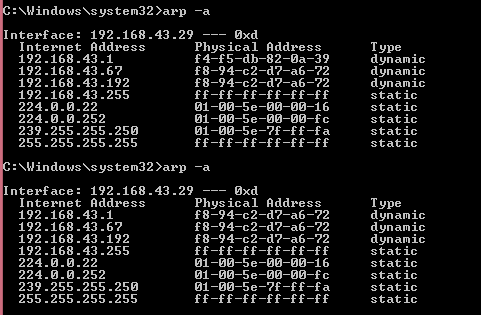 C:\Windows\system32>arp -a
Interface: 192.168.43.29 --- 0xd
Internet Address Physical Address Type
192.168.43.1 f4-f5-db-82-0a-39 dynamic
192.168.43.67 f8-94-c2-d7-a6-72 dynamic
192.168.43.192 f8-94-c2-d7-a6-72 dynamic
192.168.43.255 ff-ff-ff-ff-ff-ff static
224.0.0.22 01-00-5e-00-00-16 static
224.0.0.252 01-00-5e-00-00-fc static
239.255.255.250 01-00-5e-7f-ff-fa static
255.255.255.255 ff-ff-ff-ff-ff-ff static
C:\Windows\system32>arp -a
Interface: 192.168.43.29 --- 0xd
Internet Address Physical Address Type
192.168.43.1 f8-94-c2-d7-a6-72 dynamic
192.168.43.67 f8-94-c2-d7-a6-72 dynamic
192.168.43.192 f8-94-c2-d7-a6-72 dynamic
192.168.43.255 ff-ff-ff-ff-ff-ff static
224.0.0.22 01-00-5e-00-00-16 static
224.0.0.252 01-00-5e-00-00-fc static
239.255.255.250 01-00-5e-7f-ff-fa static
255.255.255.255 ff-ff-ff-ff-ff-ff static